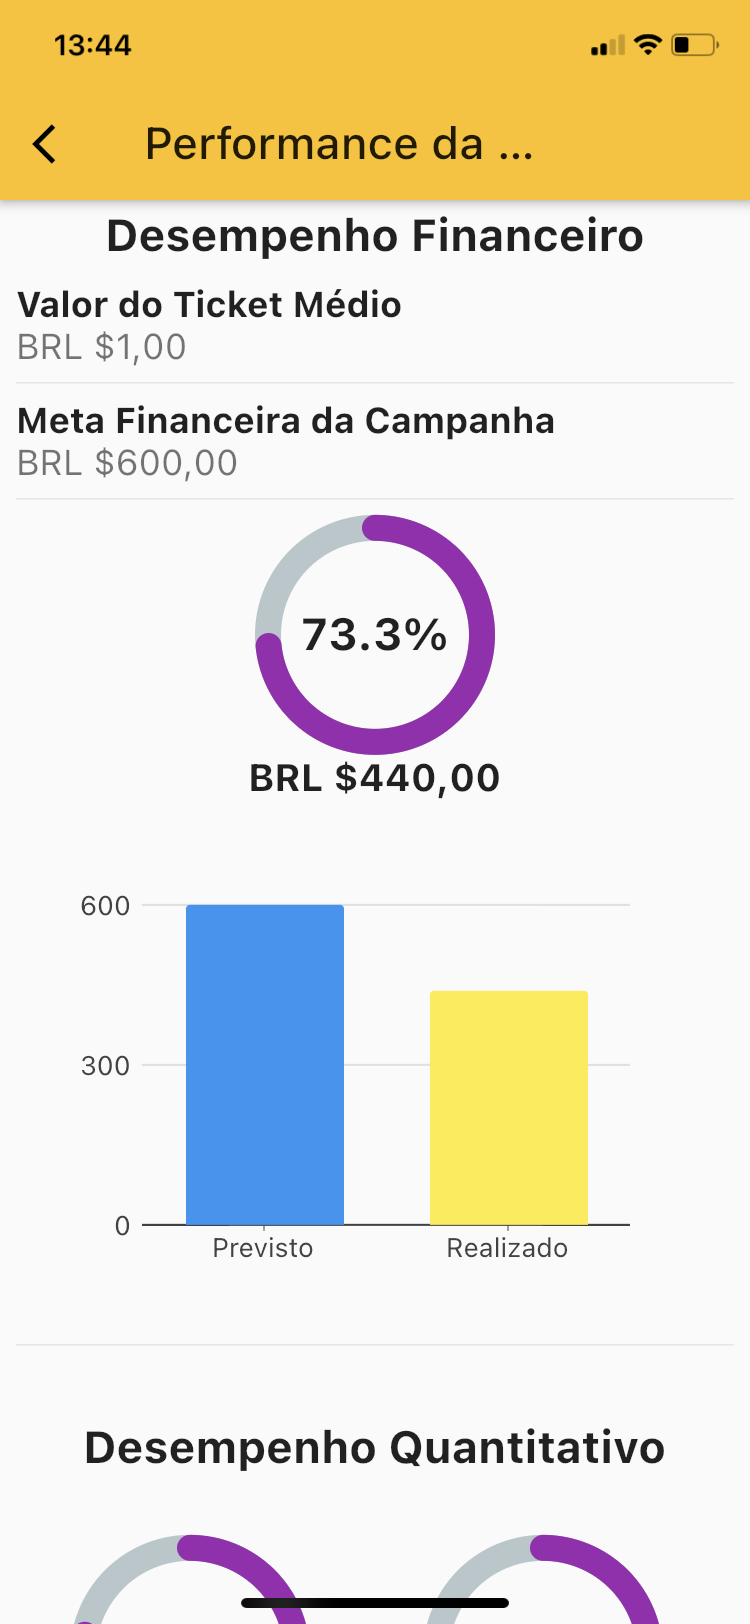 13:44
Performance da ...
Desempenho Financeiro
Valor do Ticket Médio
BRL $1,00
Meta Financeira da Campanha
BRL $600,00
73.3%
BRL $440,00
600
300
0
Previsto
Realizado
Desempenho Quantitativo